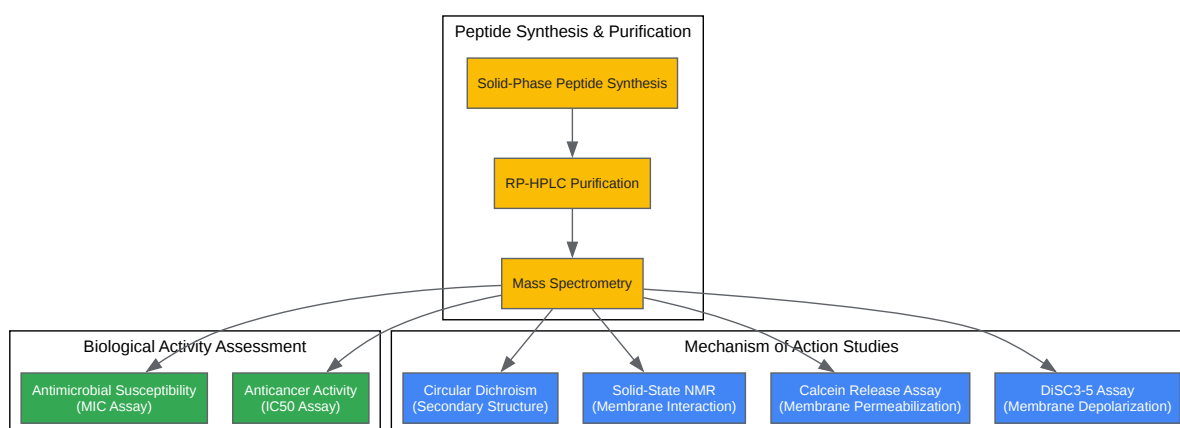 Peptide Synthesis & Purification
Solid-Phase Peptide Synthesis
RP-HPLC Purification
Mass Spectrometry
Biological Activity Assessment
Antimicrobial Susceptibility
(MIC Assay)
Anticancer Activity
(IC50 Assay)
Mechanism of Action Studies
Circular Dichroism
(Secondary Structure)
Solid-State NMR
(Membrane Interaction)
Calcein Release Assay
(Membrane Permeabilization)
DiSC3-5 Assay
(Membrane Depolarization)